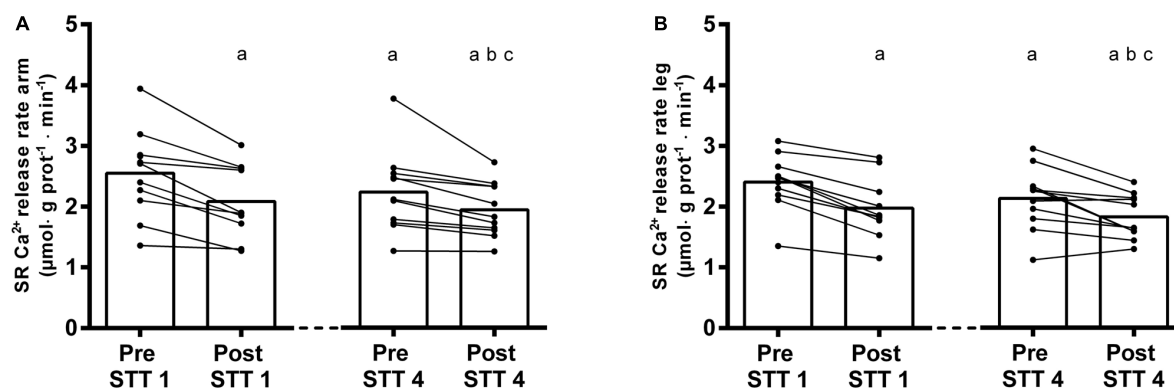 A
SR Ca²⁺ release rate arm
(µmol· g prot⁻¹ · min⁻¹)
5
4
3
2
1
0
a
a
a b c
Pre
STT 1
Post
STT 1
Pre
STT 4
Post
STT 4
B
SR Ca²⁺ release rate leg
(µmol· g prot⁻¹ · min⁻¹)
5
4
3
2
1
0
a
a
a b c
Pre
STT 1
Post
STT 1
Pre
STT 4
Post
STT 4